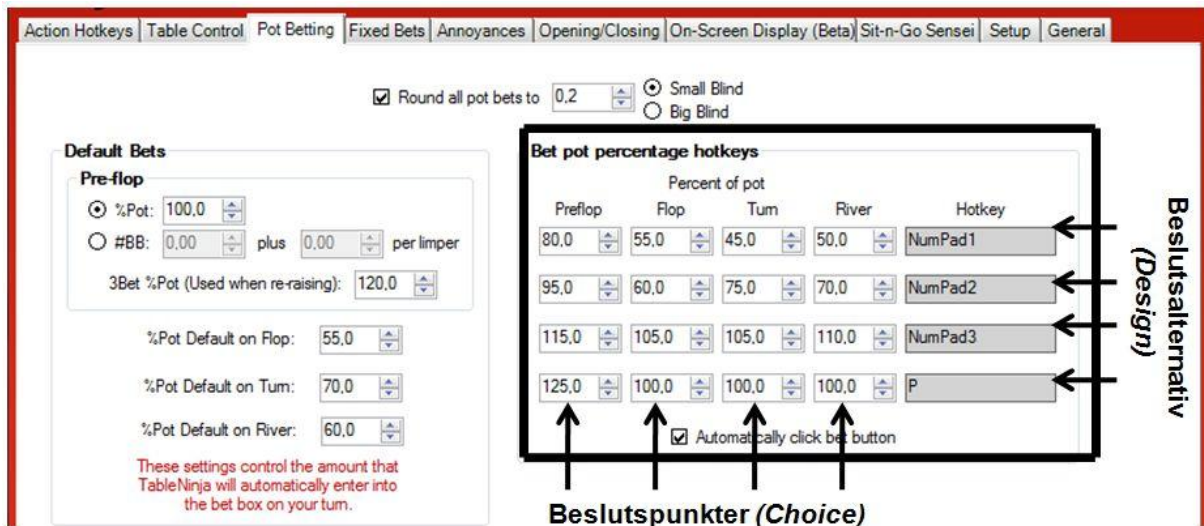 Action Hotkeys Table Control Pot Betting Fixed Bets Annoyances Opening/Closing On-Screen Display (Beta) Sit-n-Go Sensei Setup General
Round all pot bets to 0,2 Small Blind
Big Blind
Default Bets
Pre-flop
%Pot: 100,0
#BB: 0,00 plus 0,00 per limper
3Bet %Pot (Used when re-raising): 120,0
%Pot Default on Flop: 55,0
%Pot Default on Turn: 70,0
%Pot Default on River: 60,0
These settings control the amount that
TableNinja will automatically enter into
the bet box on your turn.
Bet pot percentage hotkeys
Percent of pot
Preflop Flop Turn River Hotkey
80,0 55,0 45,0 50,0 NumPad1
95,0 60,0 75,0 70,0 NumPad2
115,0 105,0 105,0 110,0 NumPad3
125,0 100,0 100,0 100,0 P
Automatically click bet button
Beslutsalternativ
(Design)
Beslutspunkter (Choice)